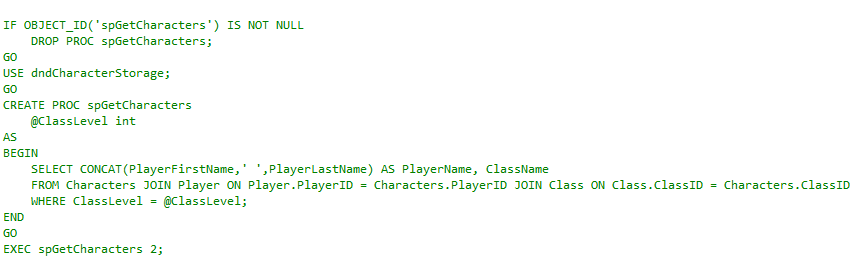 IF OBJECT_ID('spGetCharacters') IS NOT NULL
    DROP PROC spGetCharacters;
GO
USE dndCharacterStorage;
GO
CREATE PROC spGetCharacters
    @ClassLevel int
AS
BEGIN
    SELECT CONCAT(PlayerFirstName,' ',PlayerLastName) AS PlayerName, ClassName
    FROM Characters JOIN Player ON Player.PlayerID = Characters.PlayerID JOIN Class ON Class.ClassID = Characters.ClassID
    WHERE ClassLevel = @ClassLevel;
END
GO
EXEC spGetCharacters 2;